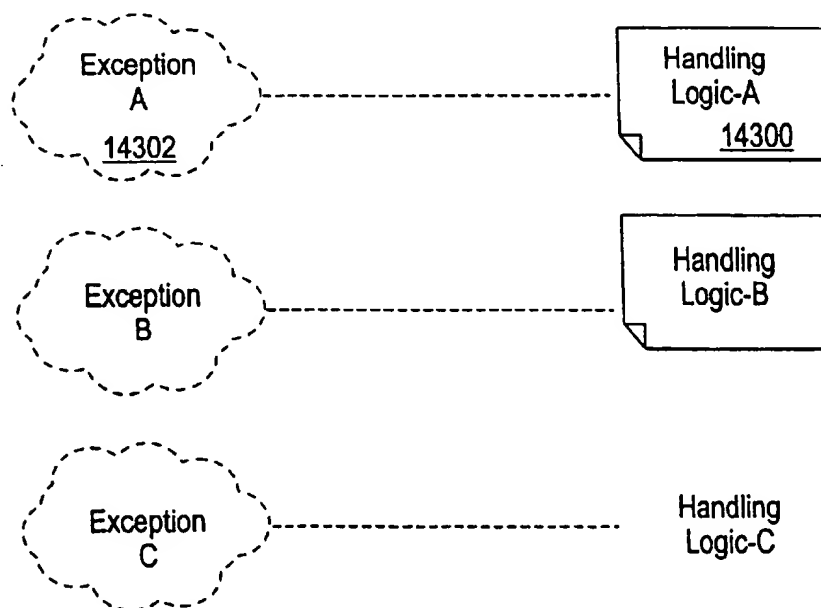 Exception
A
14302
Handling
Logic-A
14300
Exception
B
Handling
Logic-B
Exception
C
Handling
Logic-C